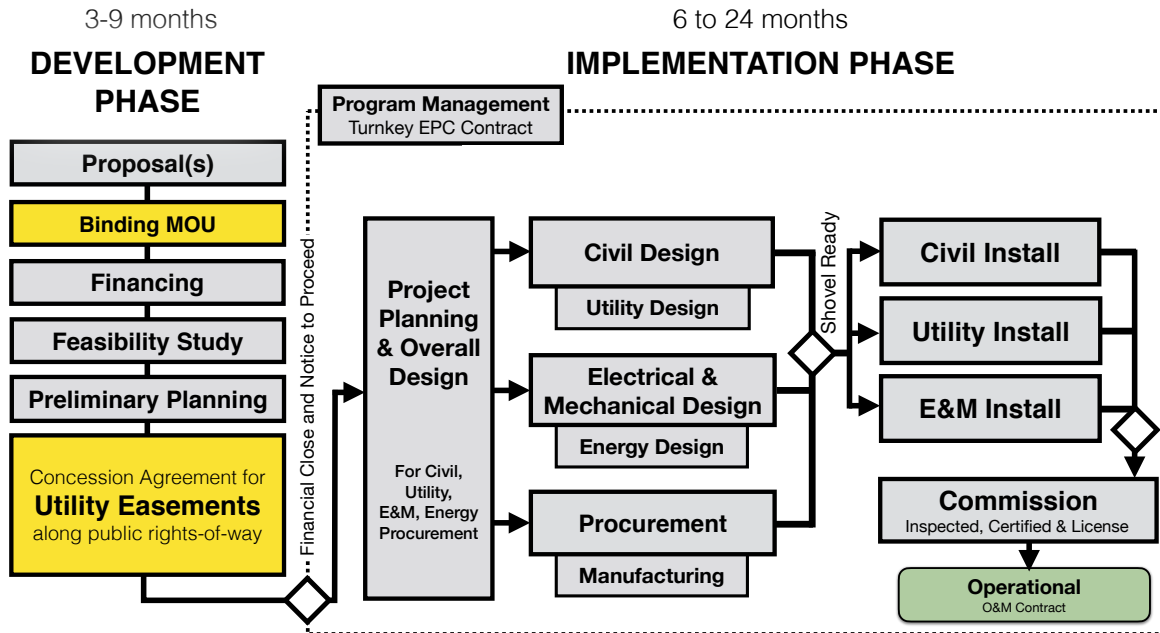 3-9 months
DEVELOPMENT
PHASE
Proposal(s)
Binding MOU
Financing
Feasibility Study
Preliminary Planning
Concession Agreement for
Utility Easements
along public rights-of-way
Financial Close and Notice to Proceed
6 to 24 months
IMPLEMENTATION PHASE
Program Management
Turnkey EPC Contract
Project
Planning
& Overall
Design
For Civil,
Utility,
E&M, Energy
Procurement
Civil Design
Utility Design
Electrical &
Mechanical Design
Energy Design
Procurement
Manufacturing
Shovel Ready
Civil Install
Utility Install
E&M Install
Commission
Inspected, Certified & License
Operational
O&M Contract